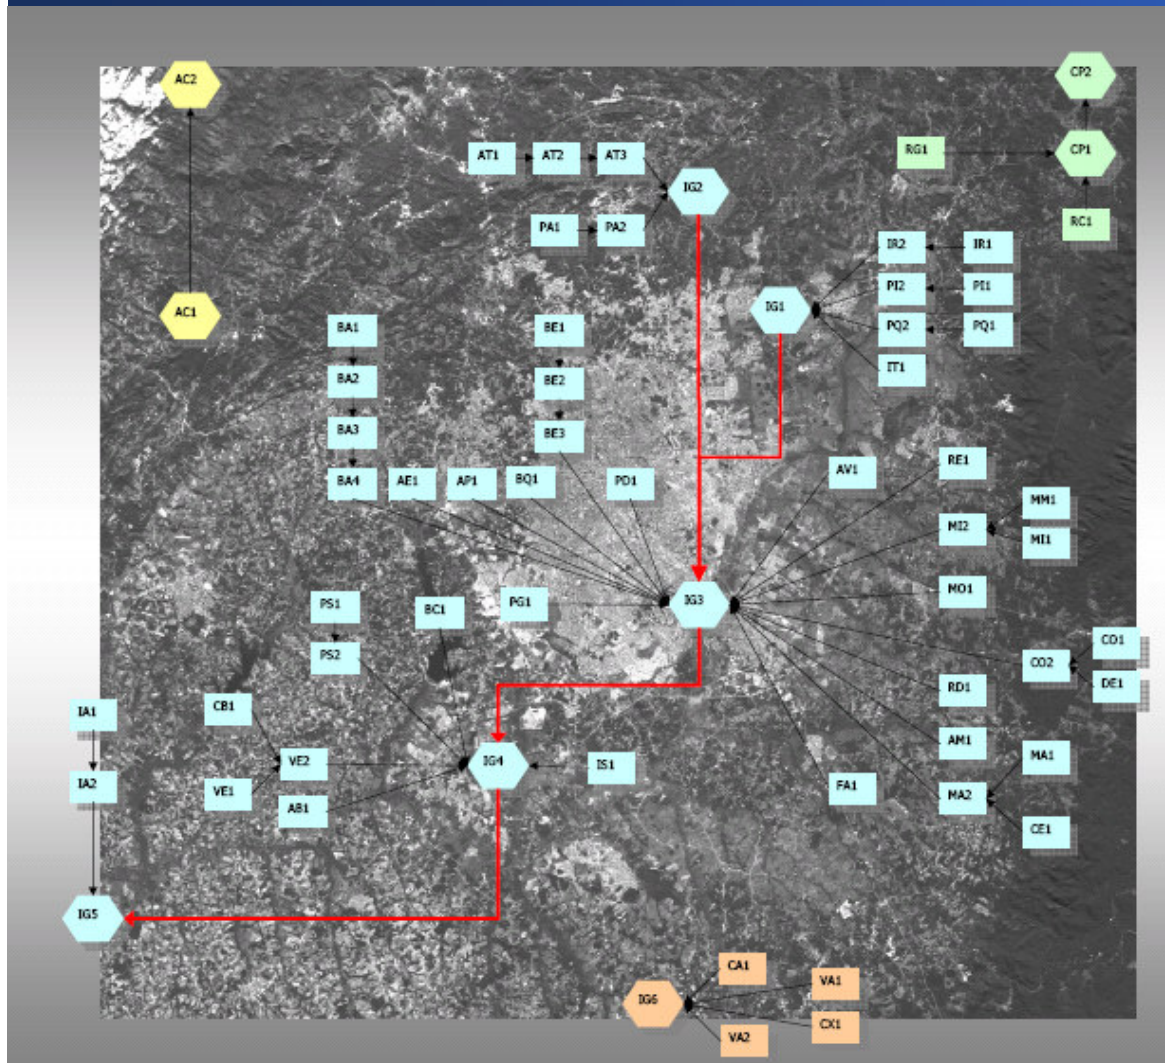 AC2
CP2
RG1
CP1
AT1
AT2
AT3
IG2
PA1
PA2
RC1
IR2
IR1
PI2
PI1
IG1
AC1
PQ2
PQ1
IT1
BA1
BE1
BA2
BE2
BA3
BE3
BA4
AE1
AP1
BQ1
PD1
AV1
RE1
MM1
MI2
MI1
MO1
IG3
PG1
PS1
BC1
PS2
CO1
CO2
DE1
RD1
IA1
CB1
AM1
MA1
VE2
IG4
IS1
IA2
VE1
AB1
FA1
MA2
CE1
IG5
CA1
VA1
IG6
CX1
VA2